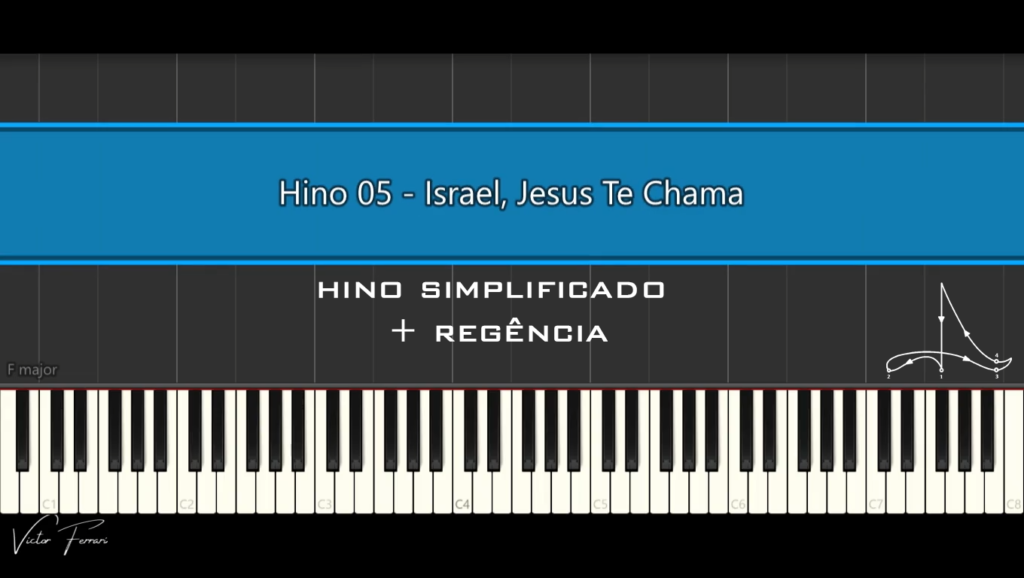 Hino 05 - Israel, Jesus Te Chama
HINO SIMPLIFICADO
+ REGÊNCIA
F major
4
2 1 3
C1 C2 C3 C4 C5 C6 C7 C8
Victor Ferrari